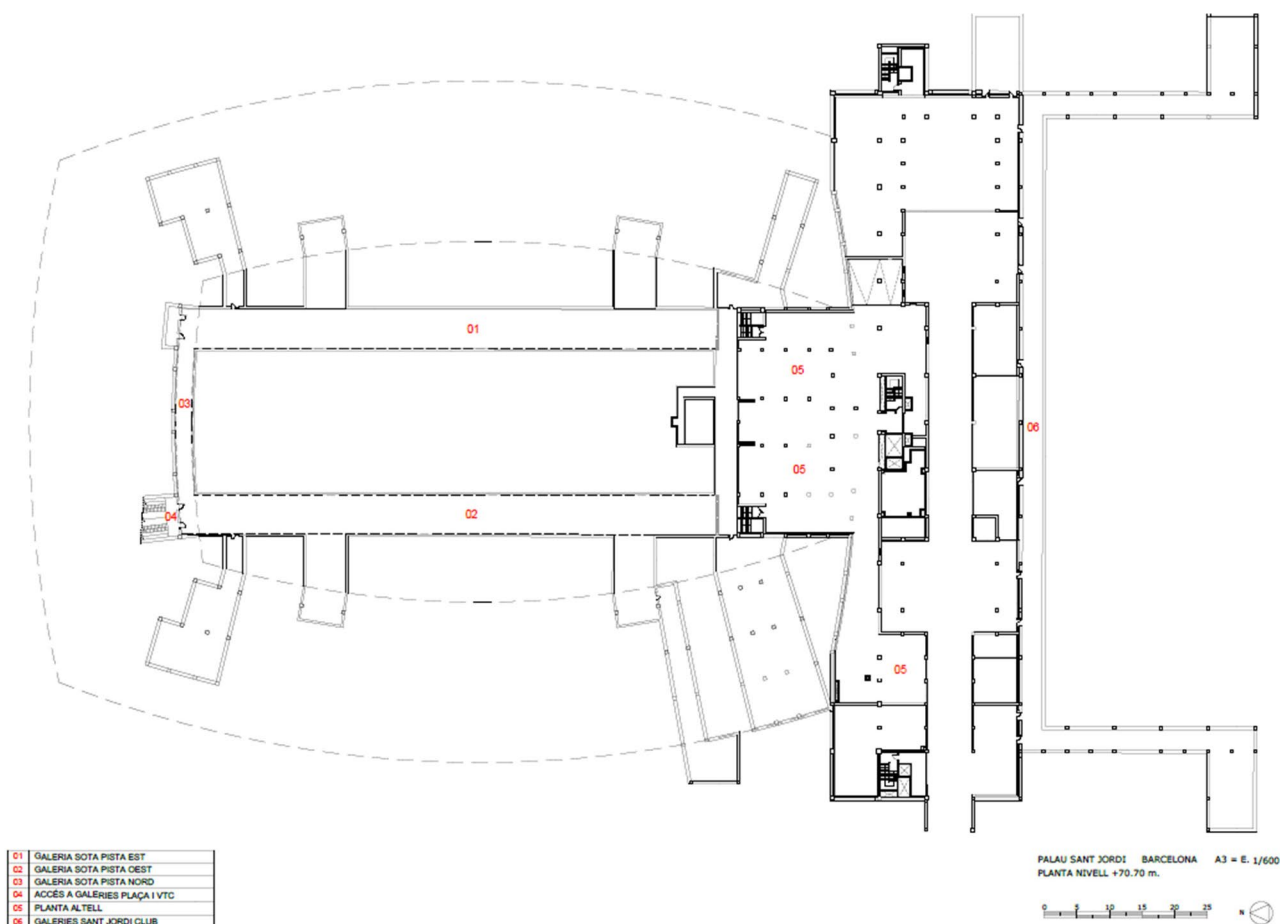 01
03
02
04
05
05
05
06
01 GALERIA SOTA PISTA EST
02 GALERIA SOTA PISTA OEST
03 GALERIA SOTA PISTA NORD
04 ACCÉS A GALERIES PLAÇA I VTC
05 PLANTA ALTELL
06 GALERIES SANT JORDI CLUB
PALAU SANT JORDI BARCELONA A3 = E. 1/600
PLANTA NIVELL +70.70 m.
0 5 10 15 20 25
N